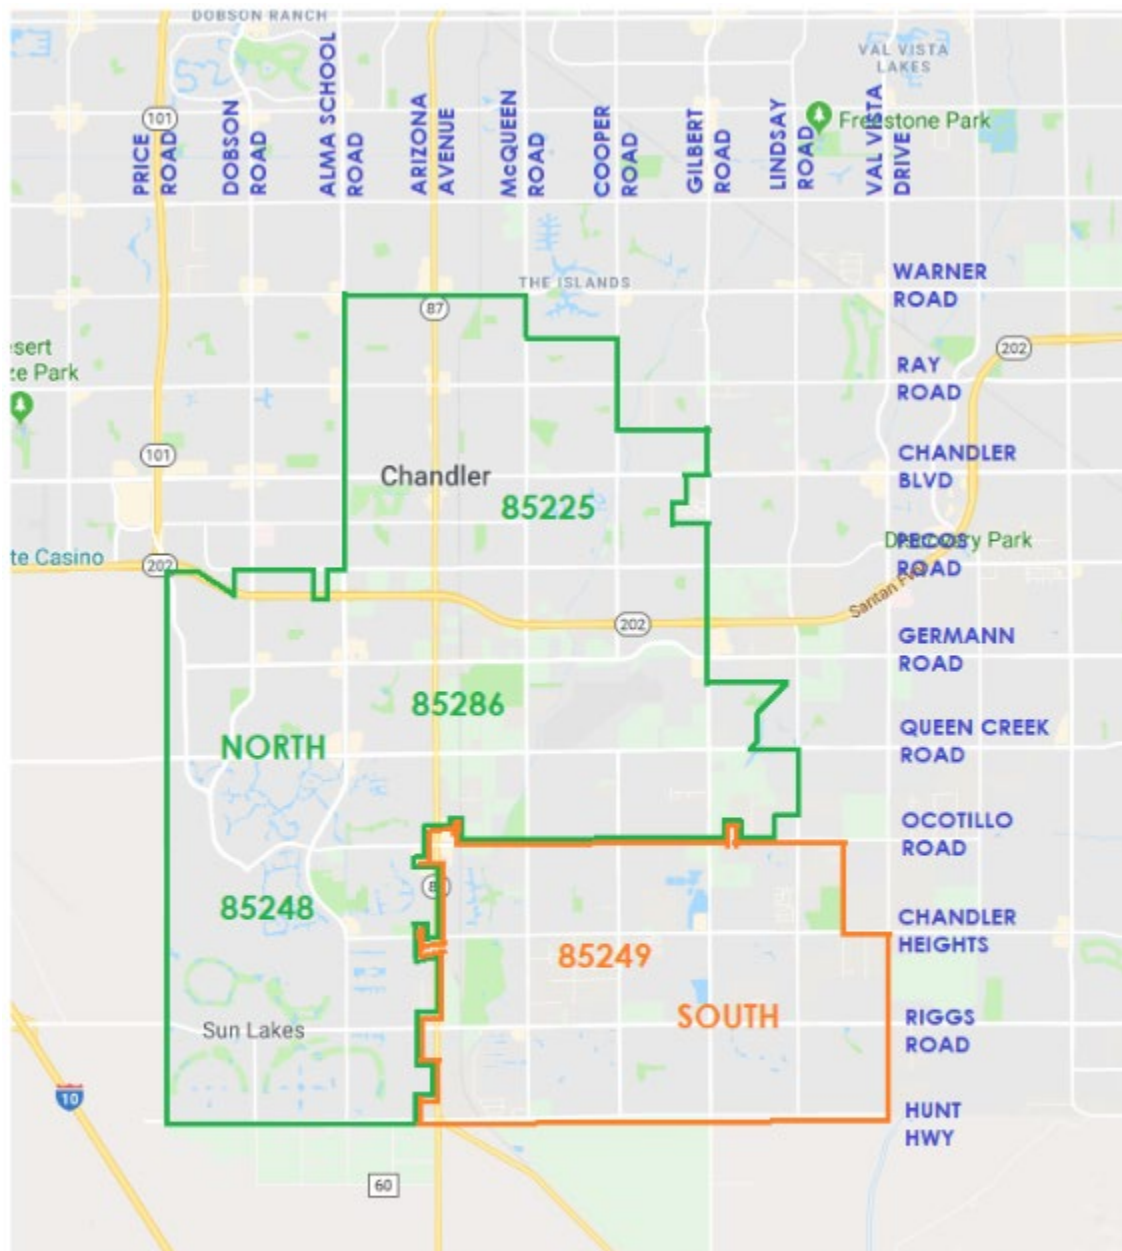 DOBSON RANCH
VAL VISTA
LAKES
101
PRICE
ROAD
DOBSON
ROAD
ALMA SCHOOL
ROAD
ARIZONA
AVENUE
McQUEEN
ROAD
COOPER
ROAD
GILBERT
ROAD
LINDSAY
ROAD
VAL VISTA
DRIVE
Freestone Park
WARNER
ROAD
THE ISLANDS
87
202
esert
ze Park
RAY
ROAD
101
Chandler
85225
CHANDLER
BLVD
te Casino
202
Discovery Park
PECOS
ROAD
Santan Fwy
202
GERMANN
ROAD
85286
NORTH
QUEEN CREEK
ROAD
OCOTILLO
ROAD
85248
CHANDLER
HEIGHTS
85249
SOUTH
Sun Lakes
RIGGS
ROAD
10
HUNT
HWY
60